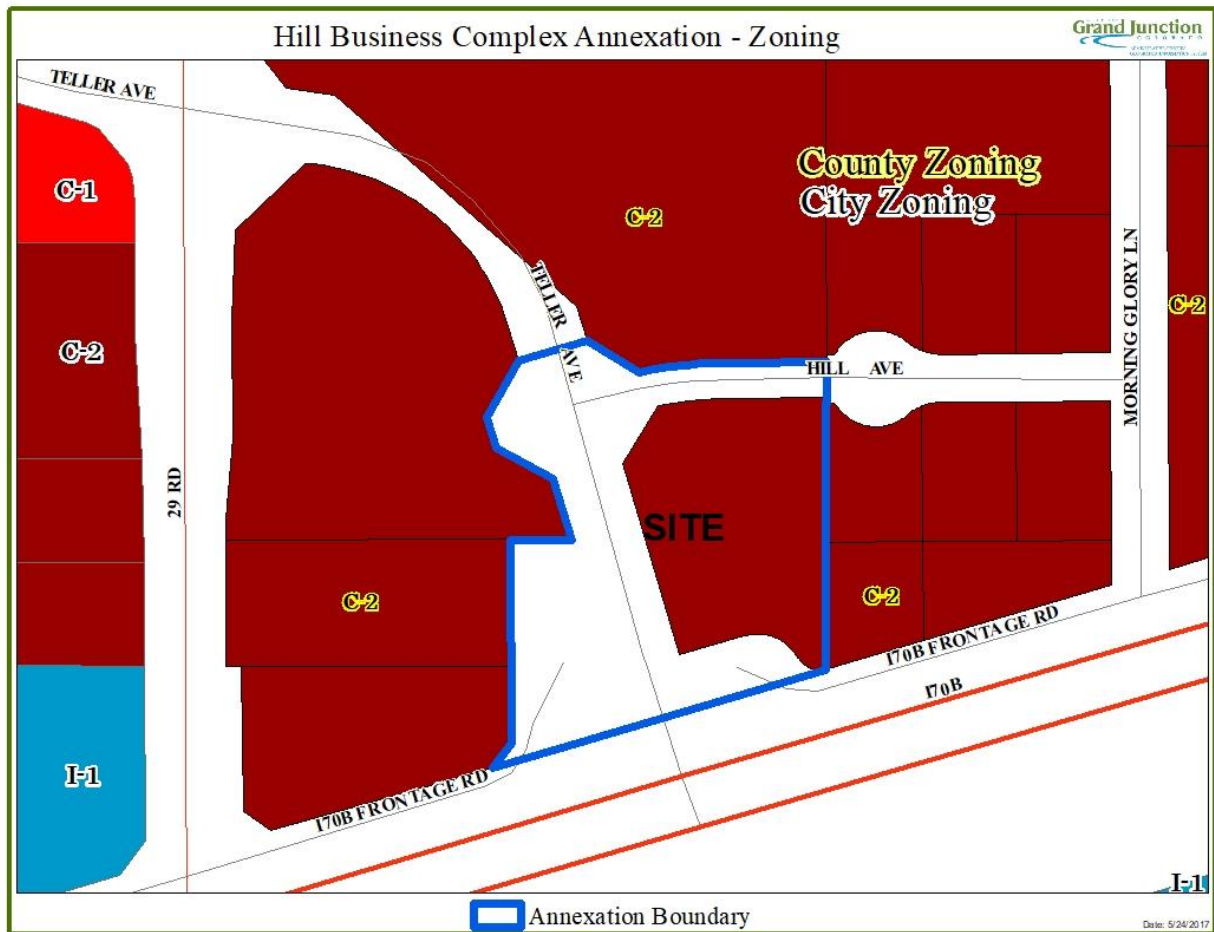 Hill Business Complex Annexation - Zoning
Grand Junction
COLORADO
TELLER AVE
C-1
County Zoning
City Zoning
C-2
MORNING GLORY LN
TELLER AVE
C-2
C-2
HILL AVE
29 RD
SITE
C-2
C-2
I70B FRONTAGE RD
I70B
I-1
I70B FRONTAGE RD
I-1
Annexation Boundary
Date: 5/24/2017